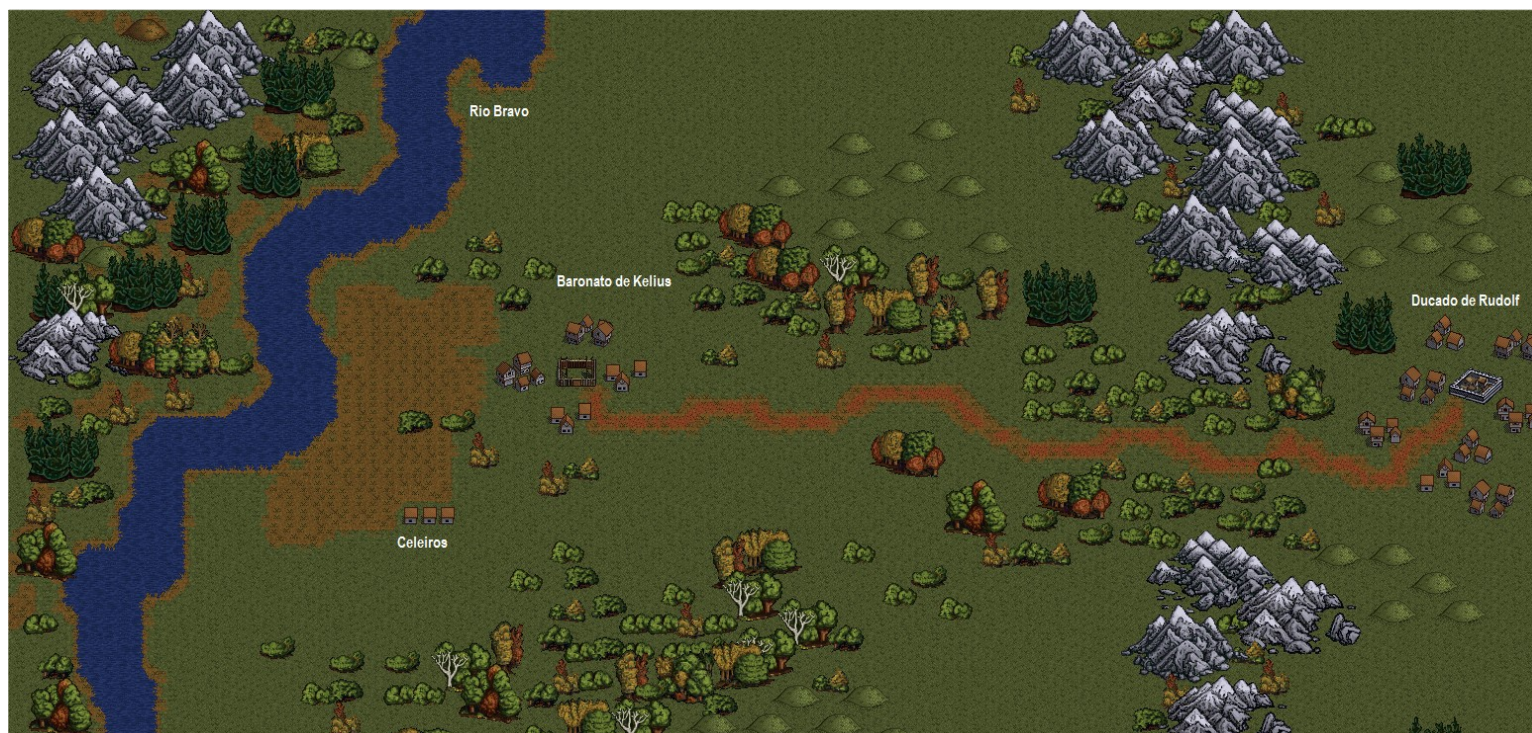 Rio Bravo
Baronato de Kelius
Ducado de Rudolf
Celeiros